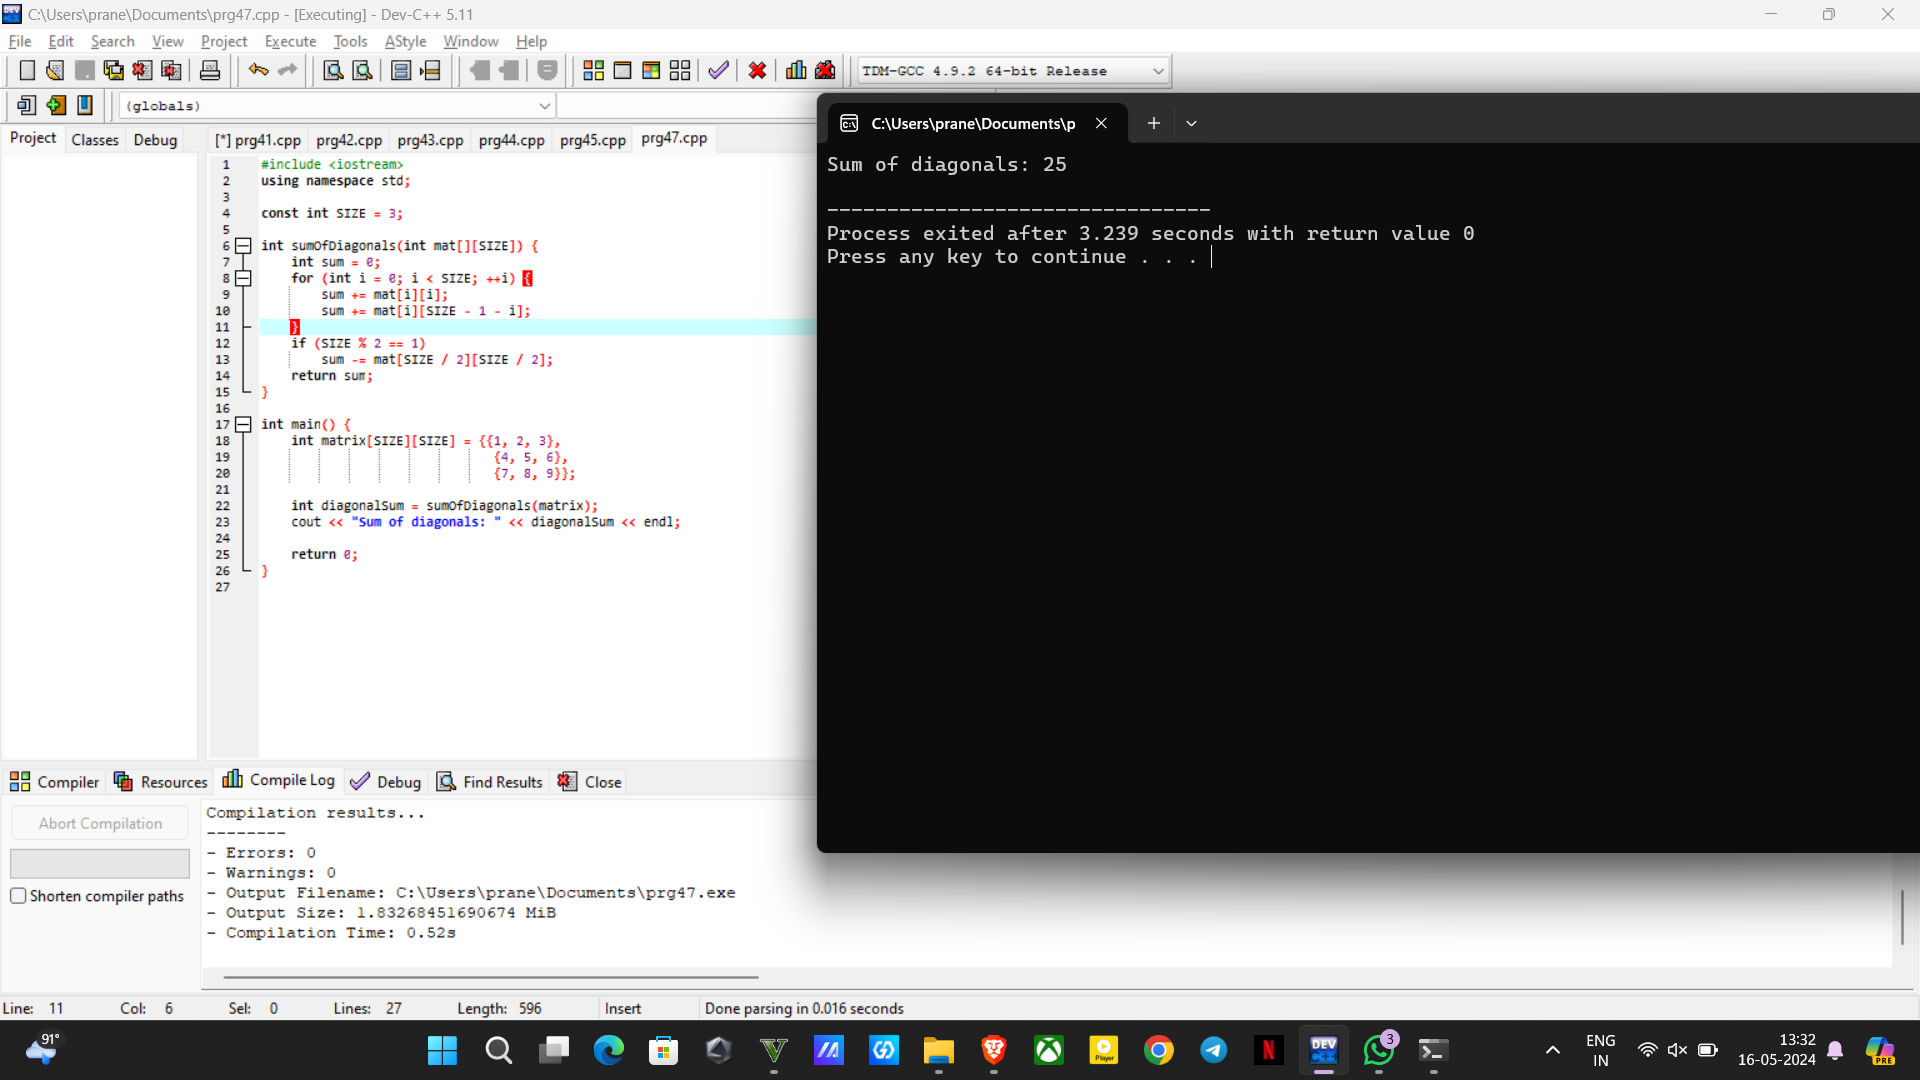 C:\Users\prane\Documents\prg47.cpp - [Executing] - Dev-C++ 5.11
File Edit Search View Project Execute Tools AStyle Window Help
TDM-GCC 4.9.2 64-bit Release
(globals)
Project Classes Debug
[*] prg41.cpp prg42.cpp prg43.cpp prg44.cpp prg45.cpp prg47.cpp
1 #include <iostream>
2 using namespace std;
3
4 const int SIZE = 3;
5
6 int sumOfDiagonals(int mat[][SIZE]) {
7 int sum = 0;
8 for (int i = 0; i < SIZE; ++i) {
9 sum += mat[i][i];
10 sum += mat[i][SIZE - 1 - i];
11 }
12 if (SIZE % 2 == 1)
13 sum -= mat[SIZE / 2][SIZE / 2];
14 return sum;
15 }
16
17 int main() {
18 int matrix[SIZE][SIZE] = {{1, 2, 3},
19 {4, 5, 6},
20 {7, 8, 9}};
21
22 int diagonalSum = sumOfDiagonals(matrix);
23 cout << "Sum of diagonals: " << diagonalSum << endl;
24
25 return 0;
26 }
27
C:\Users\prane\Documents\p
Sum of diagonals: 25
--------------------------------
Process exited after 3.239 seconds with return value 0
Press any key to continue . . .
Compiler Resources Compile Log Debug Find Results Close
Abort Compilation
Shorten compiler paths
Compilation results...
--------
- Errors: 0
- Warnings: 0
- Output Filename: C:\Users\prane\Documents\prg47.exe
- Output Size: 1.83268451690674 MiB
- Compilation Time: 0.52s
Line: 11 Col: 6 Sel: 0 Lines: 27 Length: 596 Insert Done parsing in 0.016 seconds
91°
Player
DEV
C++
3
ENG
IN
13:32
16-05-2024
PRE